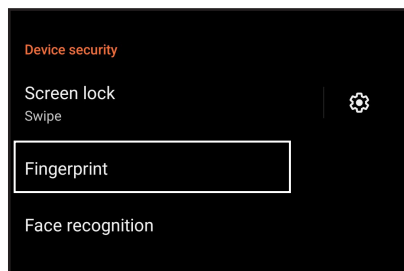 Device security
Screen lock
Swipe
Fingerprint
Face recognition